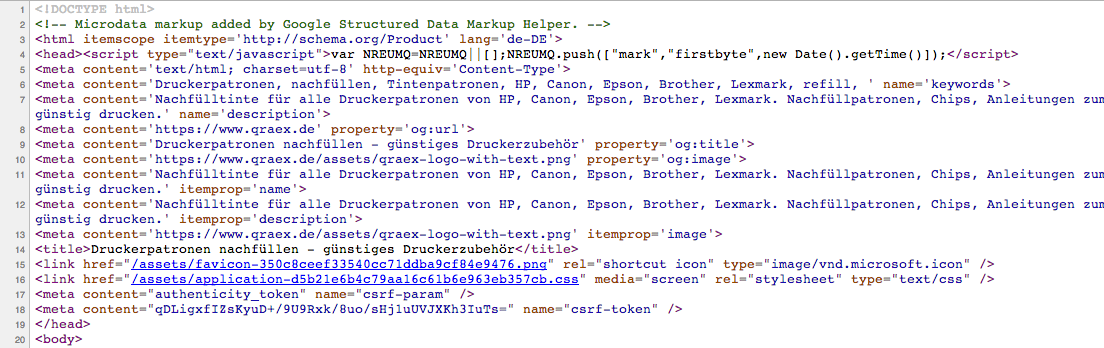 1 <!DOCTYPE html>
2 <!-- Microdata markup added by Google Structured Data Markup Helper. -->
3 <html itemscope itemtype='http://schema.org/Product' lang='de-DE'>
4 <head><script type="text/javascript">var NREUMQ=NREUMQ||[];NREUMQ.push(["mark","firstbyte",new Date().getTime()]);</script>
5 <meta content='text/html; charset=utf-8' http-equiv='Content-Type'>
6 <meta content='Druckerpatronen, nachfüllen, Tintenpatronen, HP, Canon, Epson, Brother, Lexmark, refill, ' name='keywords'>
7 <meta content='Nachfülltinte für alle Druckerpatronen von HP, Canon, Epson, Brother, Lexmark. Nachfüllpatronen, Chips, Anleitungen zum
günstig drucken.' name='description'>
8 <meta content='https://www.qraex.de' property='og:url'>
9 <meta content='Druckerpatronen nachfüllen - günstiges Druckerzubehör' property='og:title'>
10 <meta content='https://www.qraex.de/assets/qraex-logo-with-text.png' property='og:image'>
11 <meta content='Nachfülltinte für alle Druckerpatronen von HP, Canon, Epson, Brother, Lexmark. Nachfüllpatronen, Chips, Anleitungen zum
günstig drucken.' itemprop='name'>
12 <meta content='Nachfülltinte für alle Druckerpatronen von HP, Canon, Epson, Brother, Lexmark. Nachfüllpatronen, Chips, Anleitungen zum
günstig drucken.' itemprop='description'>
13 <meta content='https://www.qraex.de/assets/qraex-logo-with-text.png' itemprop='image'>
14 <title>Druckerpatronen nachfüllen - günstiges Druckerzubehör</title>
15 <link href="/assets/favicon-350c8ceef33540cc71ddba9cf84e9476.png" rel="shortcut icon" type="image/vnd.microsoft.icon" />
16 <link href="/assets/application-d5b21e6b4c79aa16c61b6e963eb357cb.css" media="screen" rel="stylesheet" type="text/css" />
17 <meta content="authenticity_token" name="csrf-param" />
18 <meta content="qDLigxfIZsKyuD+/9U9Rxk/8uo/sHj1uUVJXKh3IuTs=" name="csrf-token" />
19 </head>
20 <body>